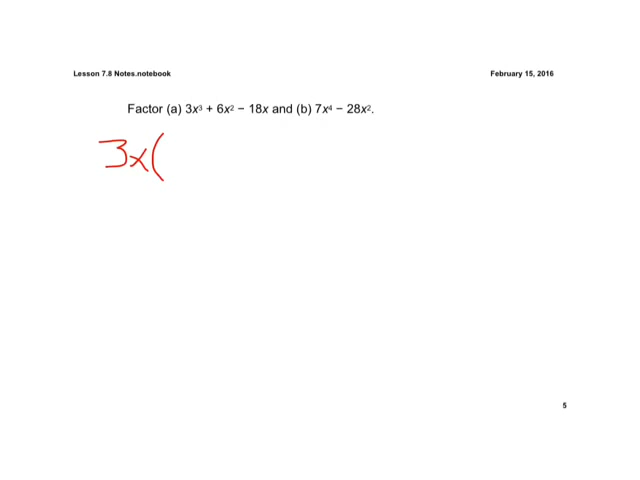 Lesson 7.8 Notes.notebook
February 15, 2016
Factor (a) 3x³ + 6x² − 18x and (b) 7x⁴ − 28x².
3x(
5